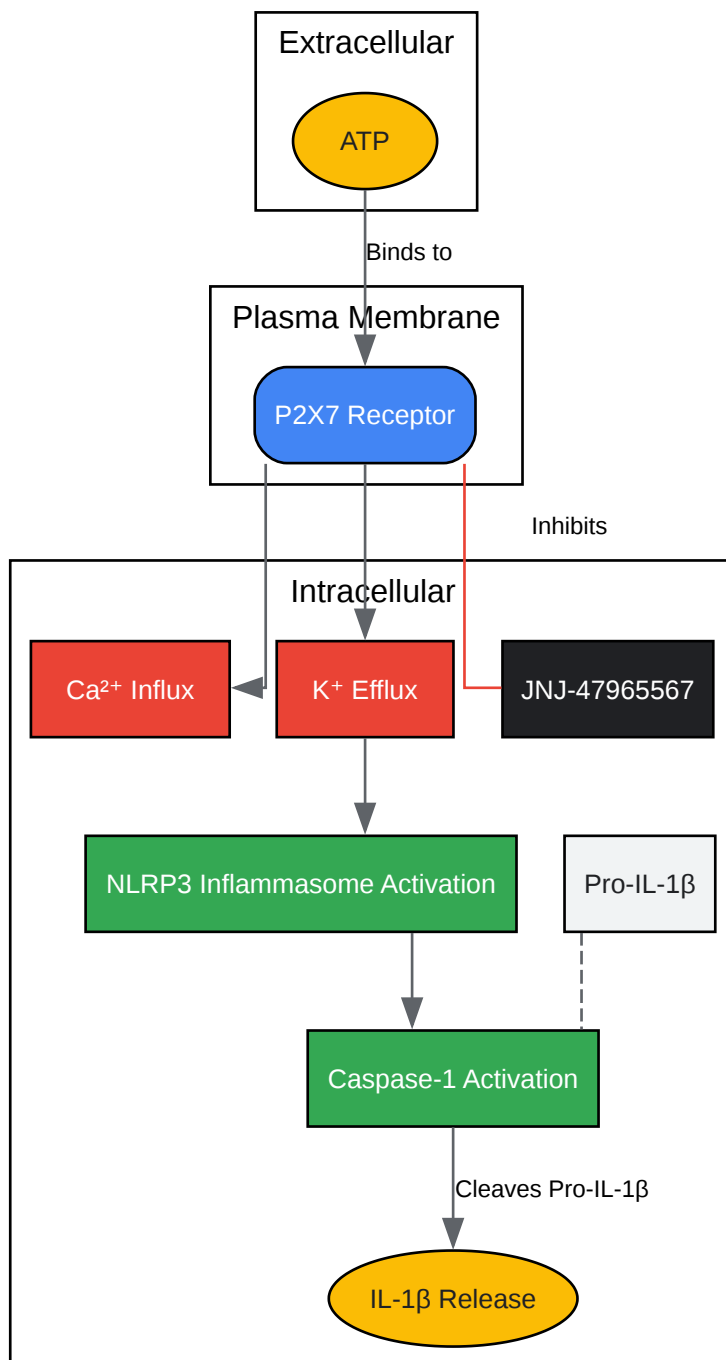 Extracellular
ATP
Binds to
Plasma Membrane
P2X7 Receptor
Inhibits
Intracellular
Ca²⁺ Influx
K⁺ Efflux
JNJ-47965567
NLRP3 Inflammasome Activation
Pro-IL-1β
Caspase-1 Activation
Cleaves Pro-IL-1β
IL-1β Release